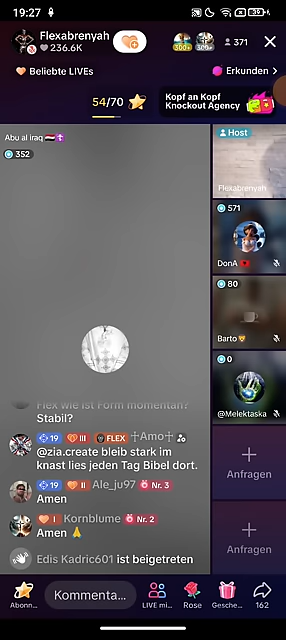 19:27
39
Flexabrenyah
236.6K
300+
300+
371
Beliebte LIVEs
Erkunden >
54/70
Kopf an Kopf
Knockout Agency
Abu al iraq
352
Host
Flexabrenyah
571
DonA
80
Barto
0
@Melektaska
Flex wie ist Form momentan?
Stabil?
19 III FLEX ✝Amo✝
@zia.create bleib stark im
knast lies jeden Tag Bibel dort.
19 II Ale_ju97 Nr. 3
Amen
I Kornblume Nr. 2
Amen 🙏
Edis Kadric601 ist beigetreten
Anfragen
Anfragen
Abonn...
Kommenta...
LIVE mi...
Rose
Gesche...
162